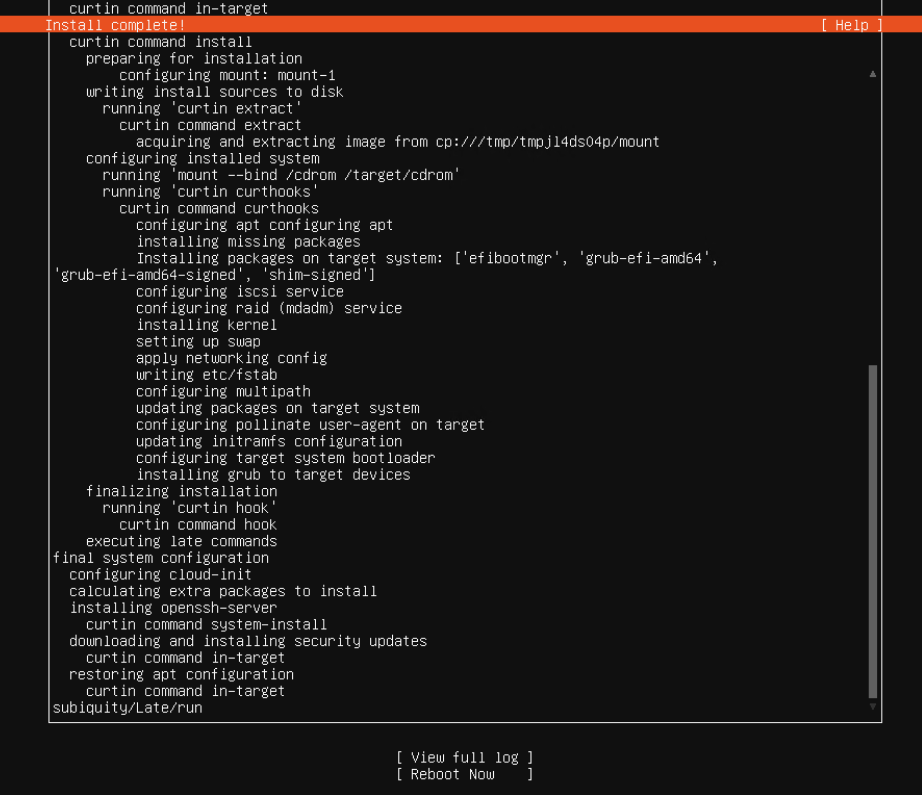 curtin command in-target
Install complete! [ Help ]
curtin command install
preparing for installation
configuring mount: mount-1
writing install sources to disk
running 'curtin extract'
curtin command extract
acquiring and extracting image from cp:///tmp/tmpjl4ds04p/mount
configuring installed system
running 'mount --bind /cdrom /target/cdrom'
running 'curtin curthooks'
curtin command curthooks
configuring apt configuring apt
installing missing packages
Installing packages on target system: ['efibootmgr', 'grub-efi-amd64',
'grub-efi-amd64-signed', 'shim-signed']
configuring iscsi service
configuring raid (mdadm) service
installing kernel
setting up swap
apply networking config
writing etc/fstab
configuring multipath
updating packages on target system
configuring pollinate user-agent on target
updating initramfs configuration
configuring target system bootloader
installing grub to target devices
finalizing installation
running 'curtin hook'
curtin command hook
executing late commands
final system configuration
configuring cloud-init
calculating extra packages to install
installing openssh-server
curtin command system-install
downloading and installing security updates
curtin command in-target
restoring apt configuration
curtin command in-target
subiquity/Late/run
[ View full log ]
[ Reboot Now ]